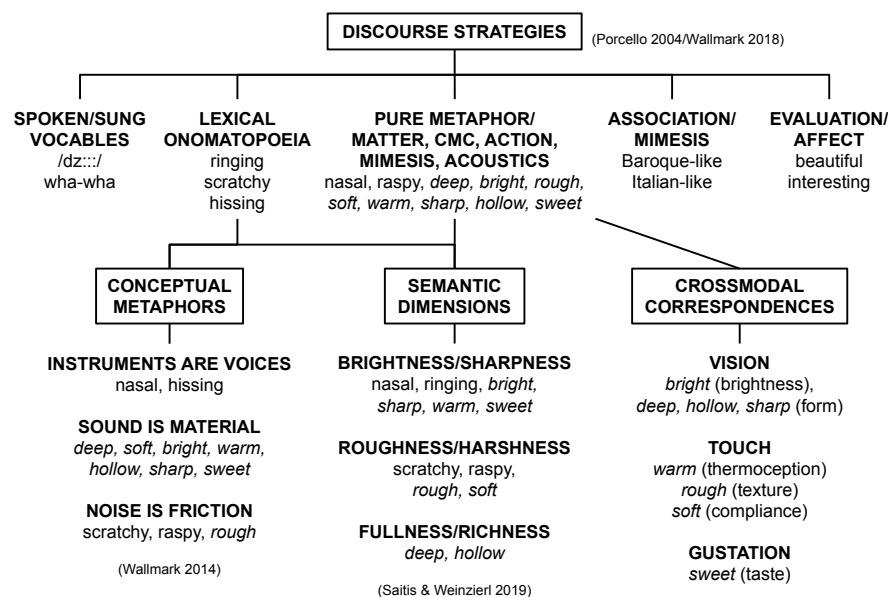 DISCOURSE STRATEGIES
(Porcello 2004/Wallmark 2018)
SPOKEN/SUNG
VOCABLES
/dz:::/
wha-wha
LEXICAL
ONOMATOPOEIA
ringing
scratchy
hissing
PURE METAPHOR/
MATTER, CMC, ACTION,
MIMESIS, ACOUSTICS
nasal, raspy, deep, bright, rough,
soft, warm, sharp, hollow, sweet
ASSOCIATION/
MIMESIS
Baroque-like
Italian-like
EVALUATION/
AFFECT
beautiful
interesting
CONCEPTUAL
METAPHORS
INSTRUMENTS ARE VOICES
nasal, hissing
SOUND IS MATERIAL
deep, soft, bright, warm,
hollow, sharp, sweet
NOISE IS FRICTION
scratchy, raspy, rough
(Wallmark 2014)
SEMANTIC
DIMENSIONS
BRIGHTNESS/SHARPNESS
nasal, ringing, bright,
sharp, warm, sweet
ROUGHNESS/HARSHNESS
scratchy, raspy,
rough, soft
FULLNESS/RICHNESS
deep, hollow
(Saitis & Weinzierl 2019)
CROSSMODAL
CORRESPONDENCES
VISION
bright (brightness),
deep, hollow, sharp (form)
TOUCH
warm (thermoception)
rough (texture)
soft (compliance)
GUSTATION
sweet (taste)